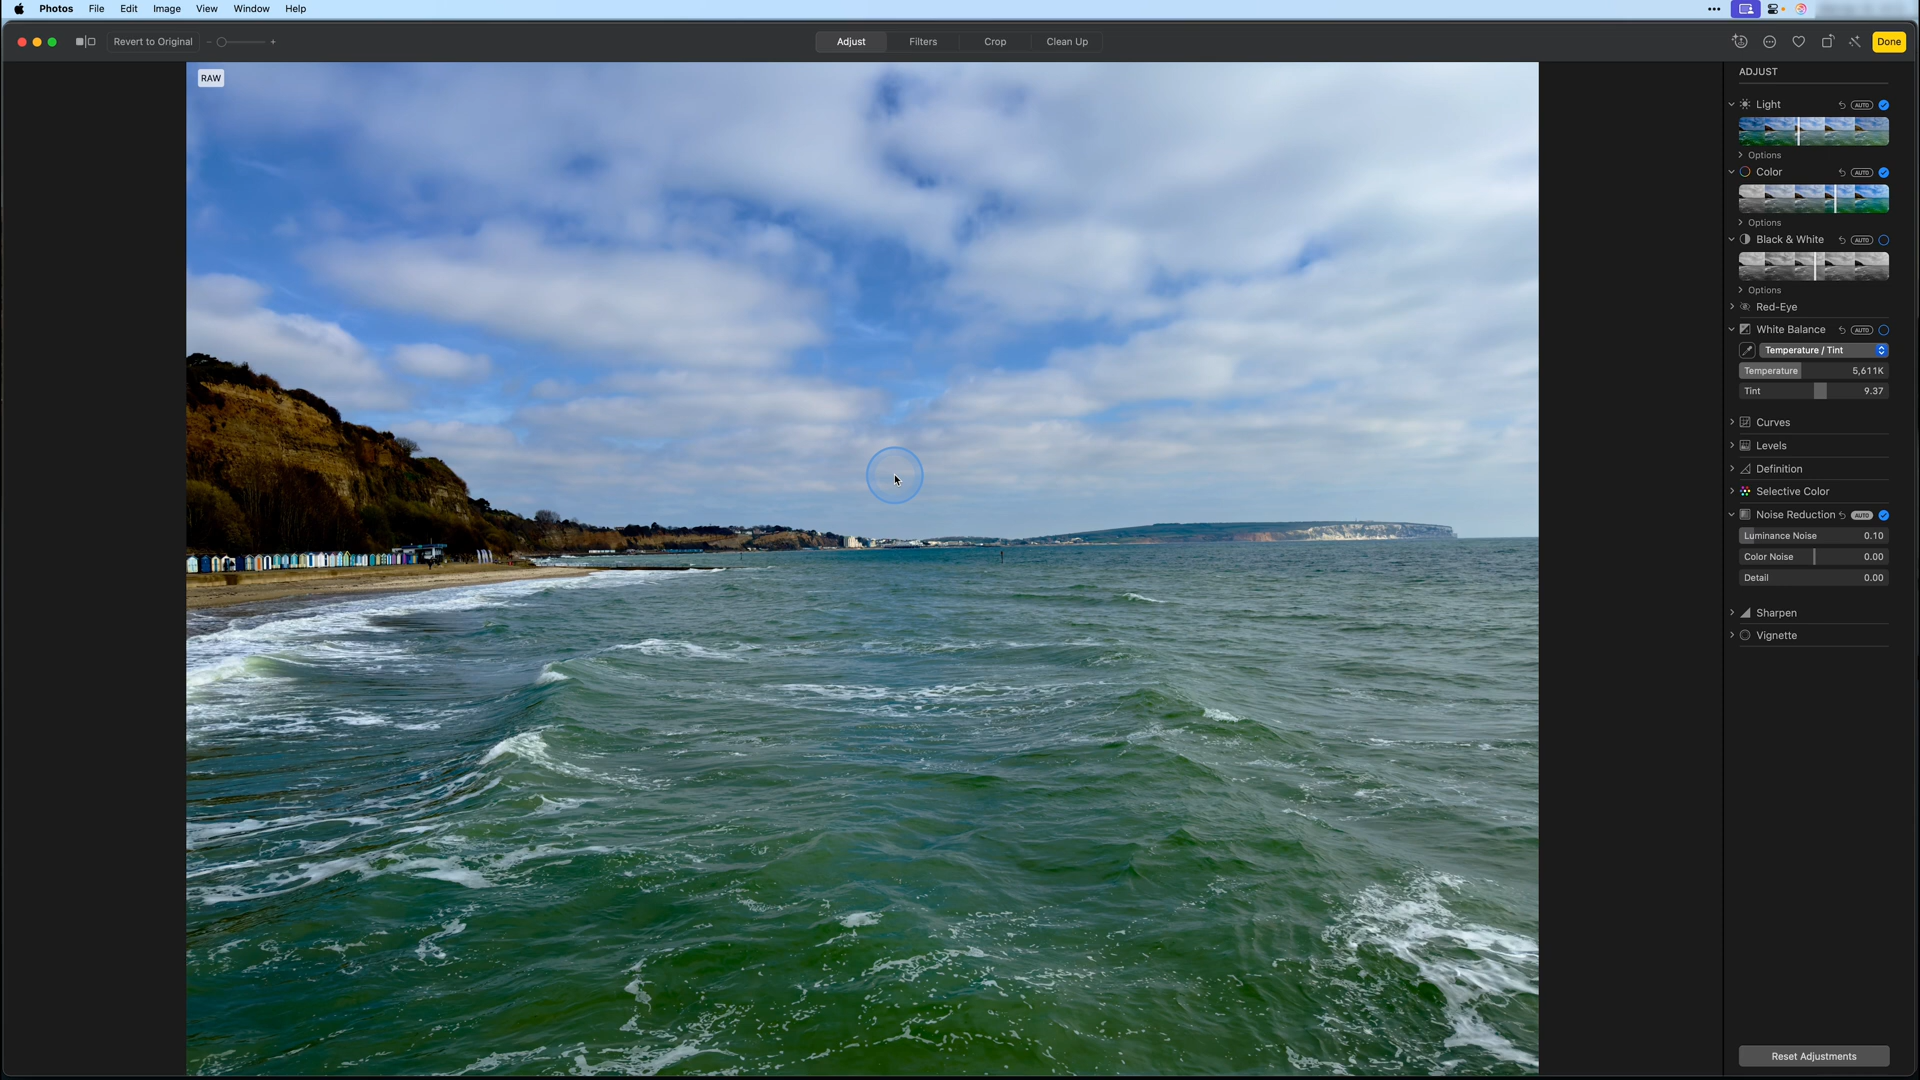 Photos File Edit Image View Window Help
Revert to Original − + Adjust Filters Crop Clean Up Done
RAW
ADJUST
Light AUTO
Options
Color AUTO
Options
Black & White AUTO
Options
Red-Eye
White Balance AUTO
Temperature / Tint
Temperature 5,611K
Tint 9.37
Curves
Levels
Definition
Selective Color
Noise Reduction AUTO
Luminance Noise 0.10
Color Noise 0.00
Detail 0.00
Sharpen
Vignette
Reset Adjustments